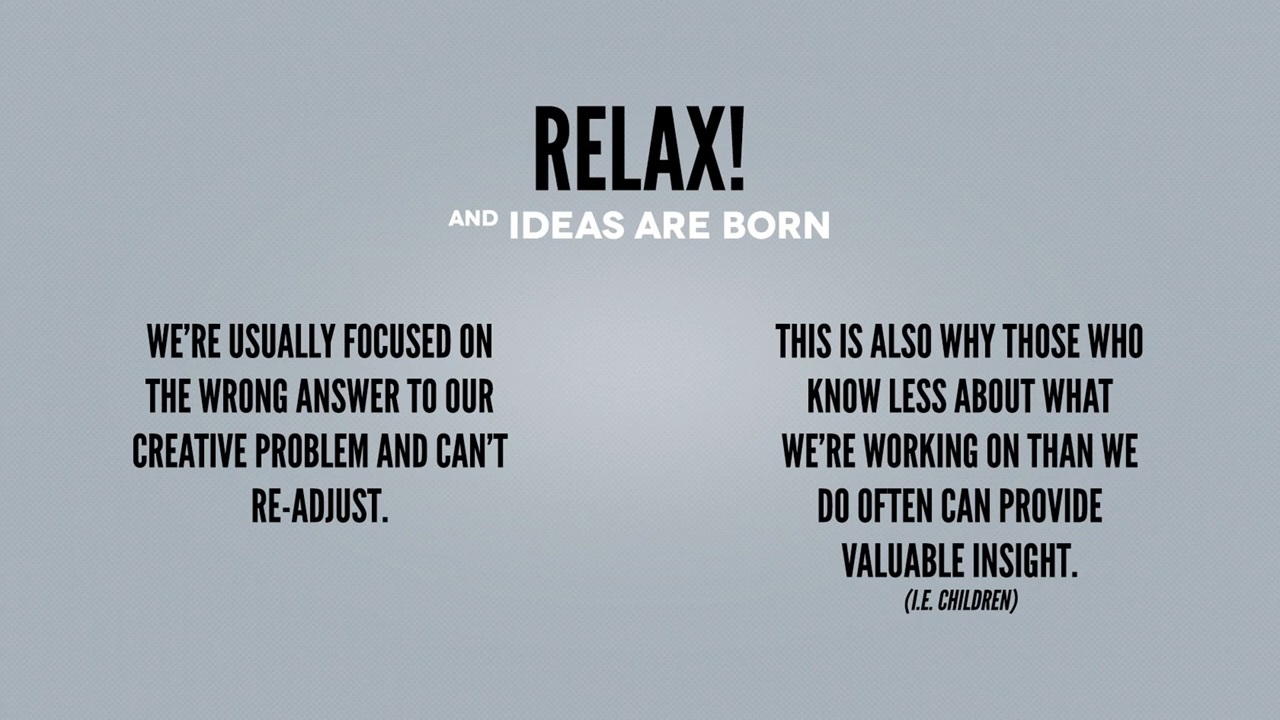 RELAX!
AND IDEAS ARE BORN
WE'RE USUALLY FOCUSED ON
THE WRONG ANSWER TO OUR
CREATIVE PROBLEM AND CAN'T
RE-ADJUST.
THIS IS ALSO WHY THOSE WHO
KNOW LESS ABOUT WHAT
WE'RE WORKING ON THAN WE
DO OFTEN CAN PROVIDE
VALUABLE INSIGHT.
(I.E. CHILDREN)